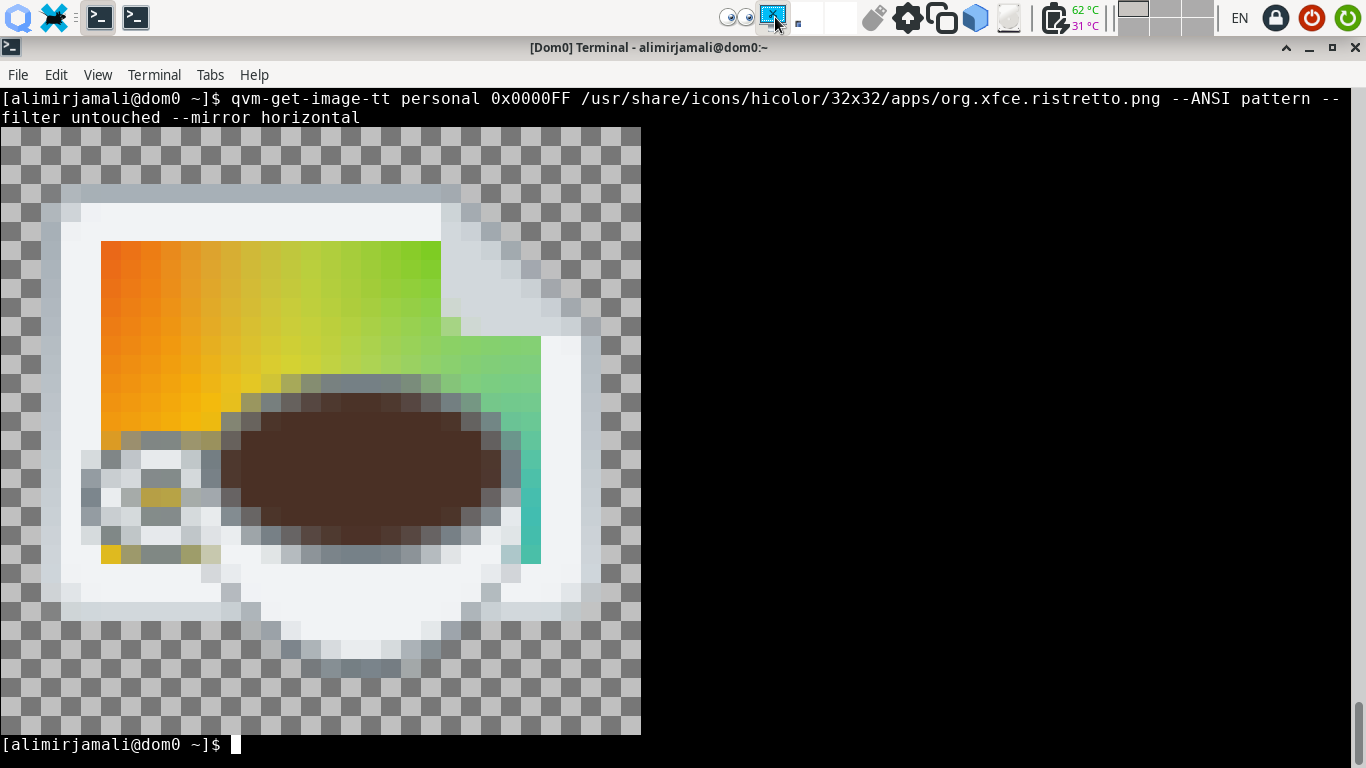 62 °C
31 °C
EN
[Dom0] Terminal - alimirjamali@dom0:~
File Edit View Terminal Tabs Help
[alimirjamali@dom0 ~]$ qvm-get-image-tt personal 0x0000FF /usr/share/icons/hicolor/32x32/apps/org.xfce.ristretto.png --ANSI pattern --
filter untouched --mirror horizontal
[alimirjamali@dom0 ~]$